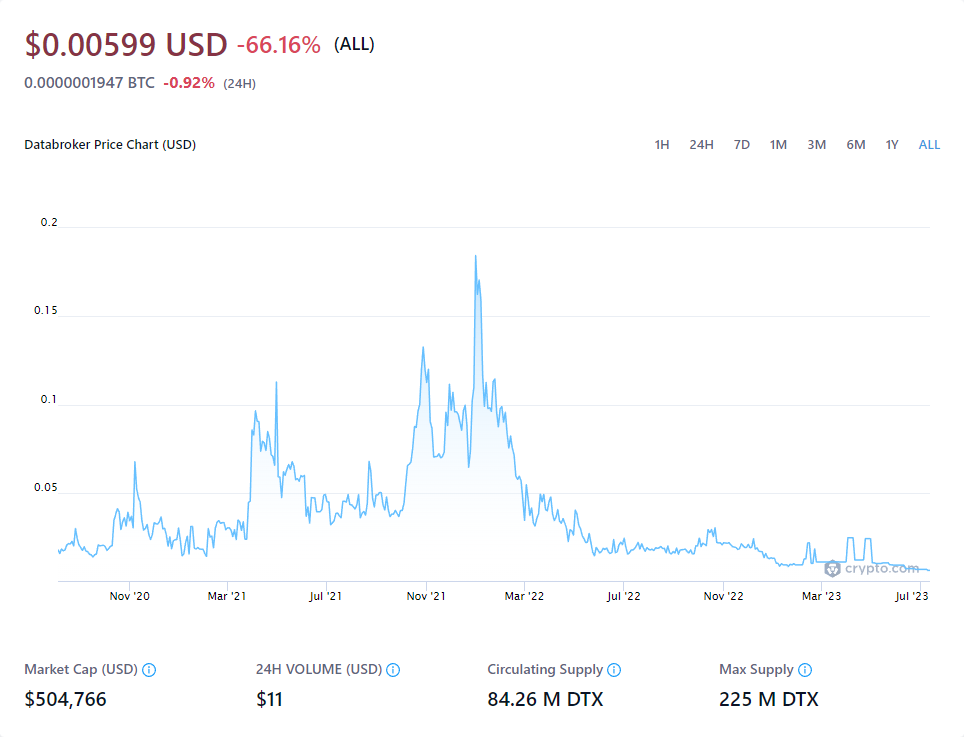 $0.00599 USD -66.16% (ALL)
0.0000001947 BTC -0.92% (24H)
Databroker Price Chart (USD) 1H 24H 7D 1M 3M 6M 1Y ALL
0.2
0.15
0.1
0.05
crypto.com
Nov '20 Mar '21 Jul '21 Nov '21 Mar '22 Jul '22 Nov '22 Mar '23 Jul '23
Market Cap (USD) 24H VOLUME (USD) Circulating Supply Max Supply
$504,766 $11 84.26 M DTX 225 M DTX